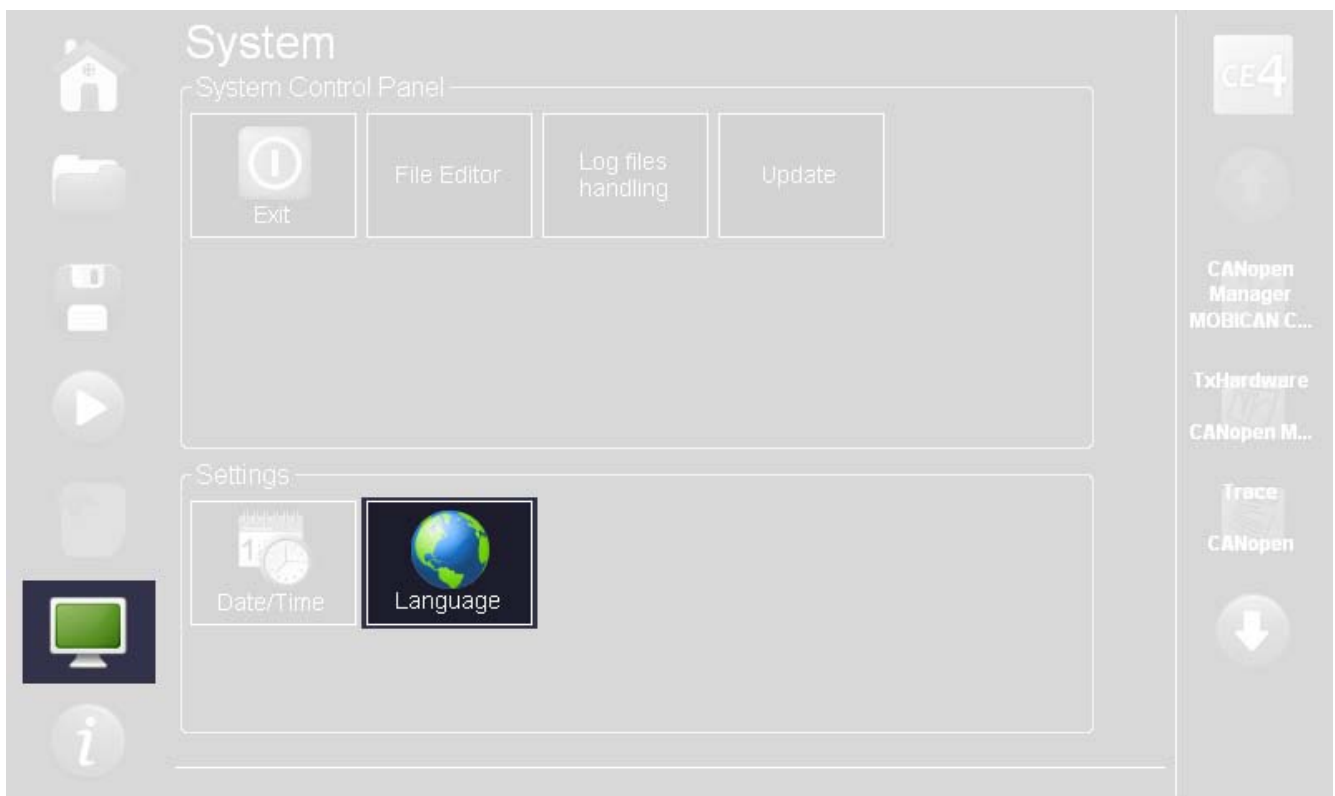 System
System Control Panel
Exit
File Editor
Log files
handling
Update
Settings
1
Date/Time
Language
i
CE4
CANopen
Manager
MOBICAN C...
TxHardware
CANopen M...
Trace
CANopen